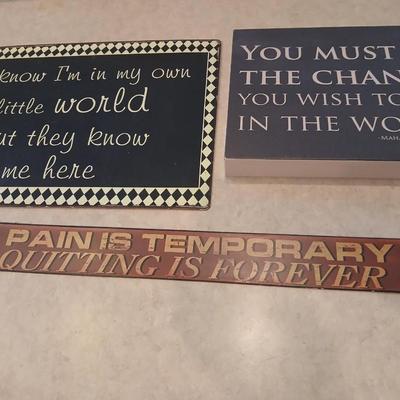 know I'm in my own
little world
ut they know
me here
YOU MUST
THE CHAN
YOU WISH TO
IN THE WO
-MAHA
PAIN IS TEMPORARY
QUITTING IS FOREVER